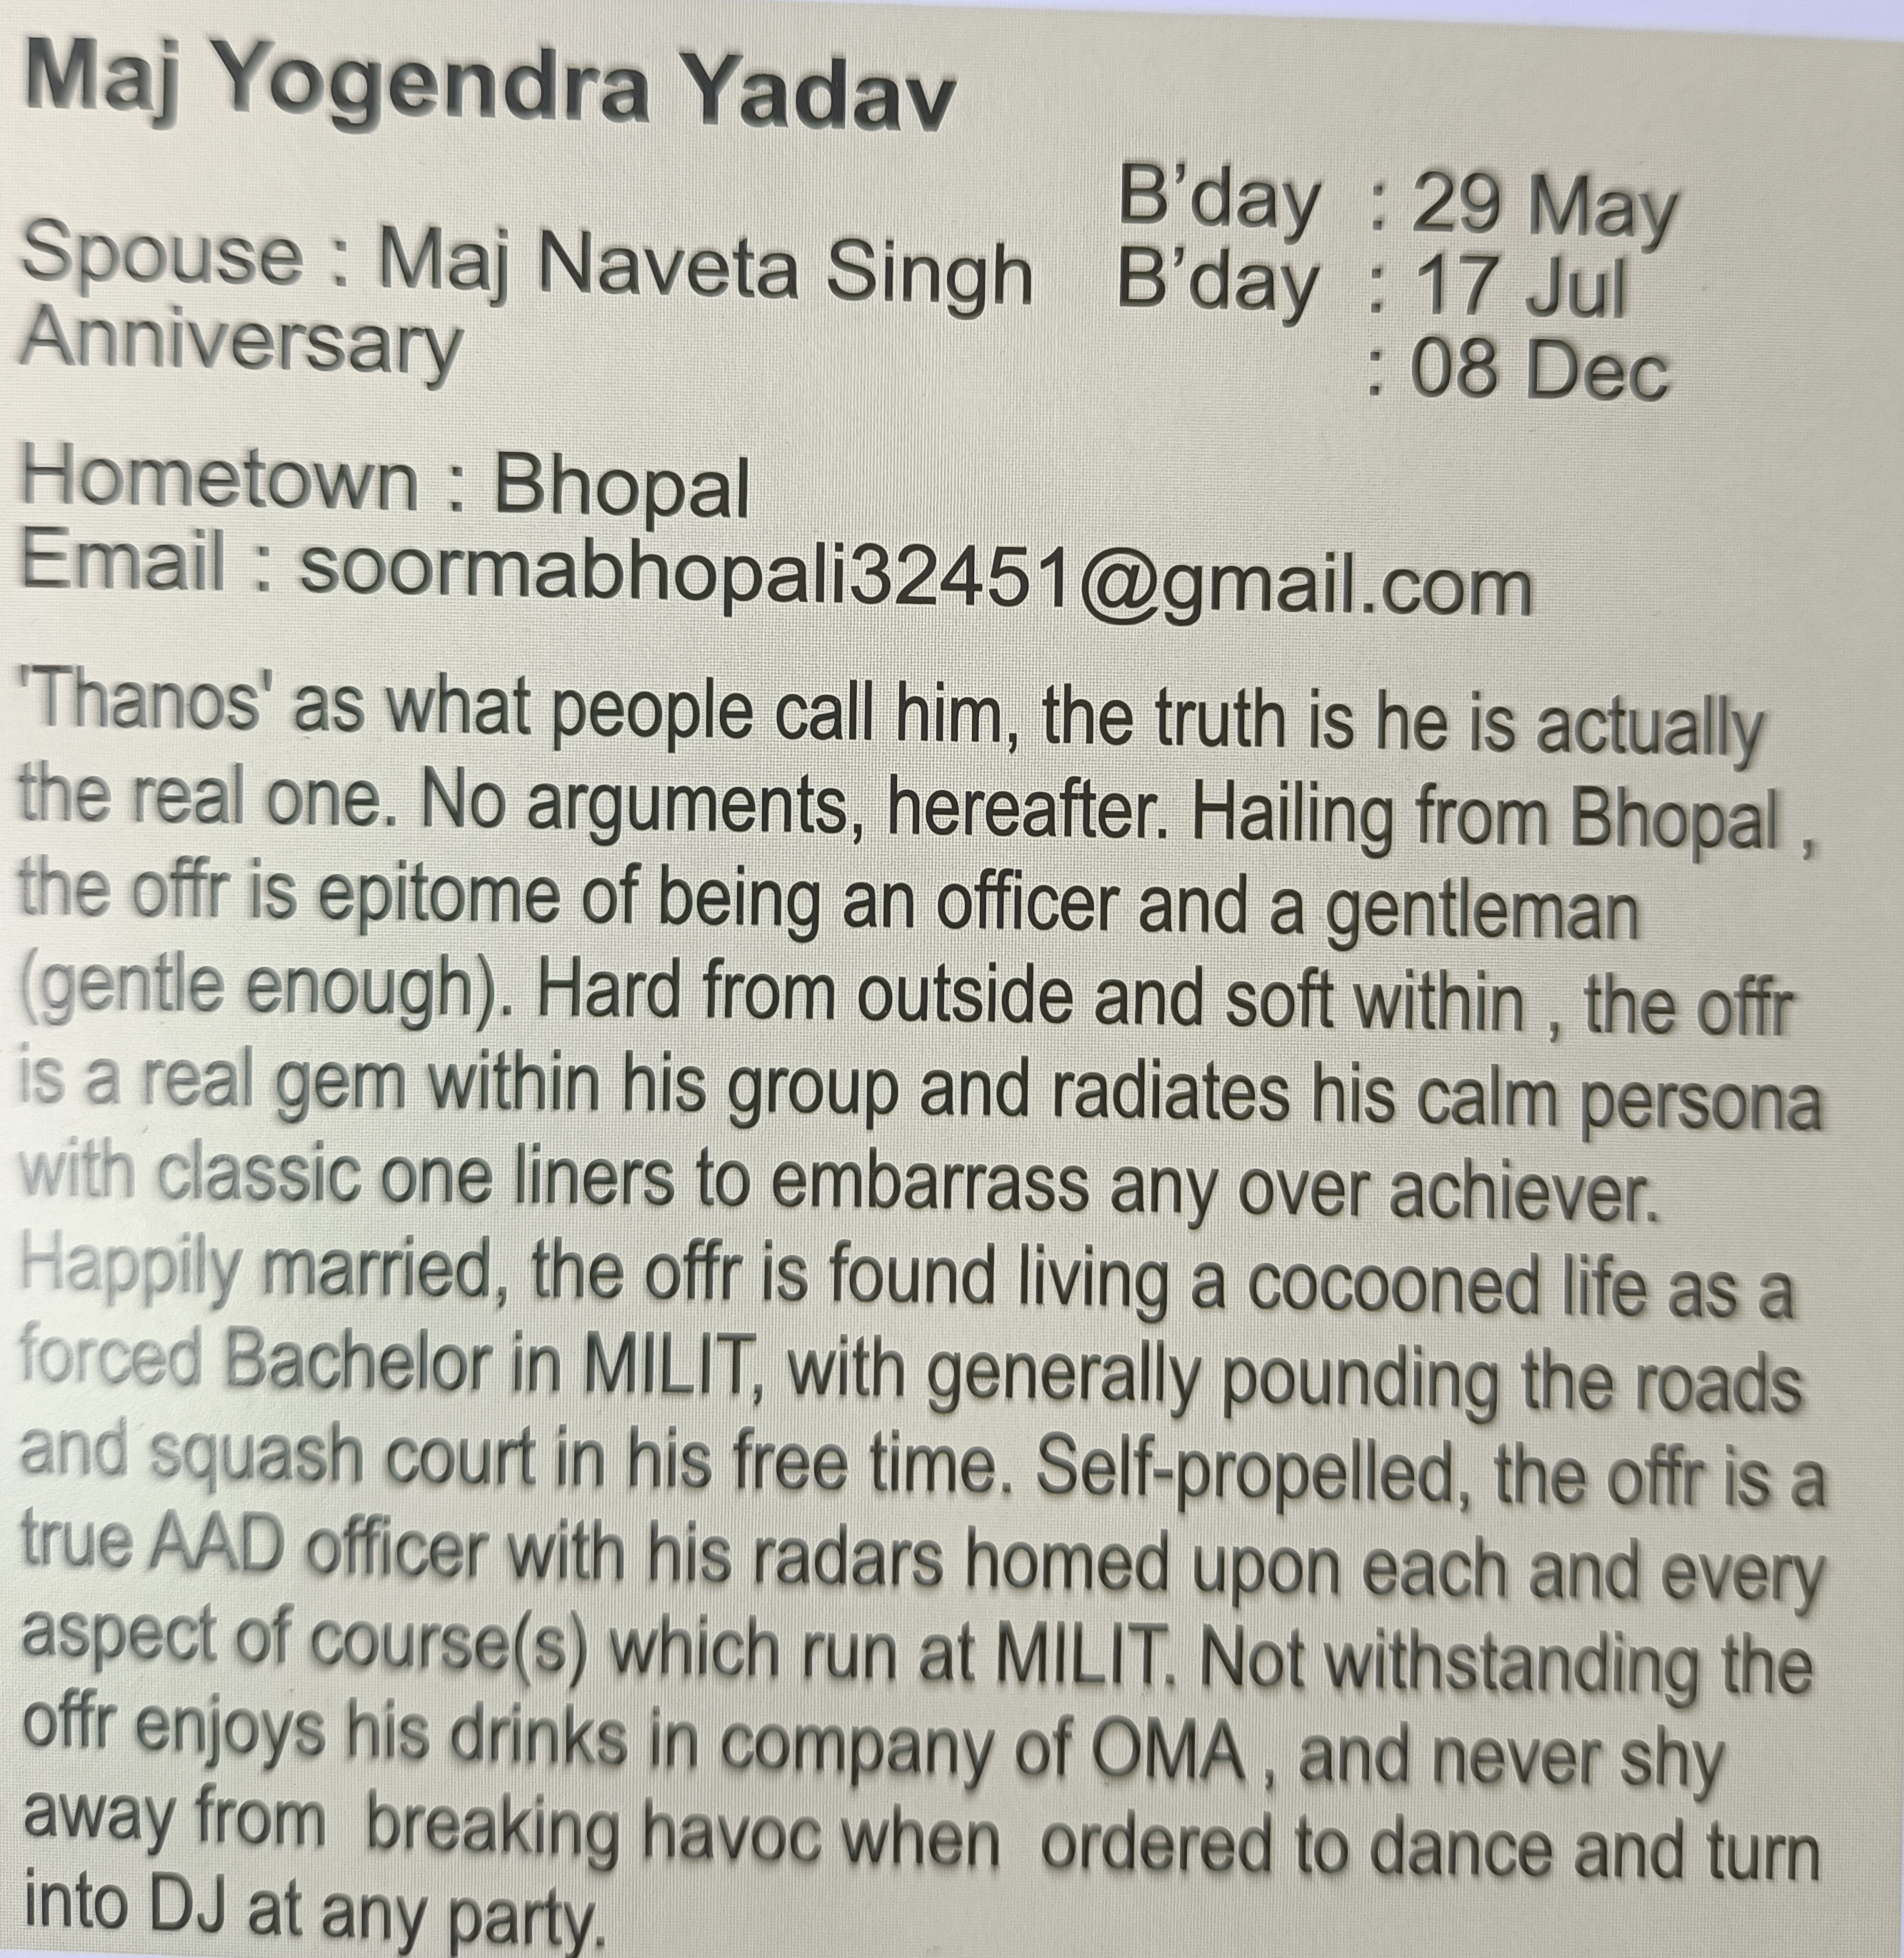 Maj Yogendra Yadav
B'day : 29 May
Spouse : Maj Naveta Singh B'day : 17 Jul
Anniversary : 08 Dec
Hometown : Bhopal
Email : soormabhopali32451@gmail.com
'Thanos' as what people call him, the truth is he is actually
the real one. No arguments, hereafter. Hailing from Bhopal ,
the offr is epitome of being an officer and a gentleman
(gentle enough). Hard from outside and soft within , the offr
is a real gem within his group and radiates his calm persona
with classic one liners to embarrass any over achiever.
Happily married, the offr is found living a cocooned life as a
forced Bachelor in MILIT, with generally pounding the roads
and squash court in his free time. Self-propelled, the offr is a
true AAD officer with his radars homed upon each and every
aspect of course(s) which run at MILIT. Not withstanding the
offr enjoys his drinks in company of OMA , and never shy
away from breaking havoc when ordered to dance and turn
into DJ at any party.